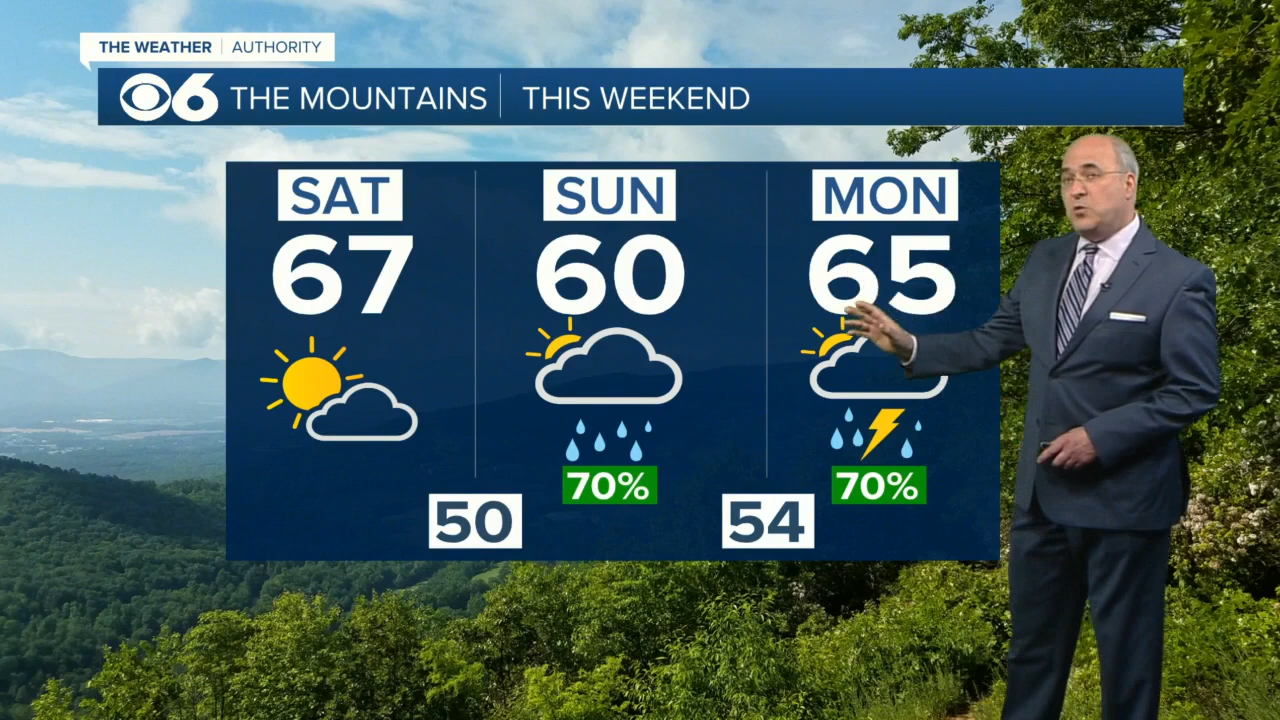 THE WEATHER | AUTHORITY
6 THE MOUNTAINS | THIS WEEKEND
SAT SUN MON
67 60 65
70% 70%
50 54